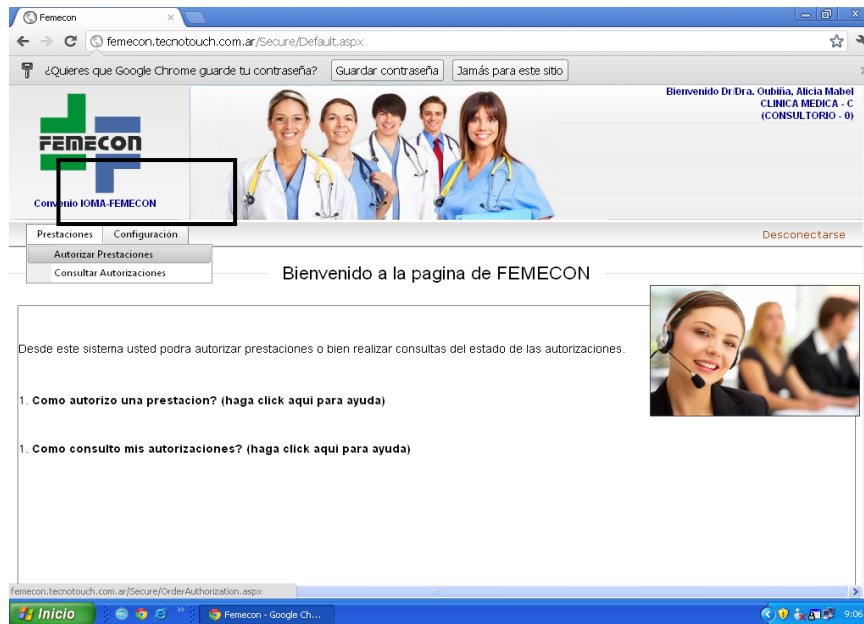 Femecon
femecon.tecnotouch.com.ar/Secure/Default.aspx
¿Quieres que Google Chrome guarde tu contraseña? Guardar contraseña Jamás para este sitio
Bienvenido Dr/Dra. Oubiña, Alicia Mabel
CLINICA MEDICA - C
(CONSULTORIO - 0)
FEMECON
Convenio IOMA-FEMECON
Prestaciones Configuración
Desconectarse
Autorizar Prestaciones
Consultar Autorizaciones
Bienvenido a la pagina de FEMECON
Desde este sistema usted podra autorizar prestaciones o bien realizar consultas del estado de las autorizaciones.
1. Como autorizo una prestacion? (haga click aqui para ayuda)
1. Como consulto mis autorizaciones? (haga click aqui para ayuda)
femecon.tecnotouch.com.ar/Secure/OrderAuthorization.aspx
Inicio
Femecon - Google Ch...
9:06